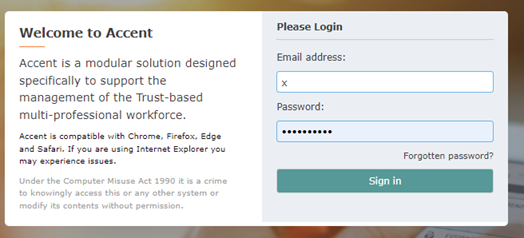 Welcome to Accent
Accent is a modular solution designed
specifically to support the
management of the Trust-based
multi-professional workforce.
Accent is compatible with Chrome, Firefox, Edge
and Safari. If you are using Internet Explorer you
may experience issues.
Under the Computer Misuse Act 1990 it is a crime
to knowingly access this or any other system or
modify its contents without permission.
Please Login
Email address:
x
Password:
••••••••••
Forgotten password?
Sign in